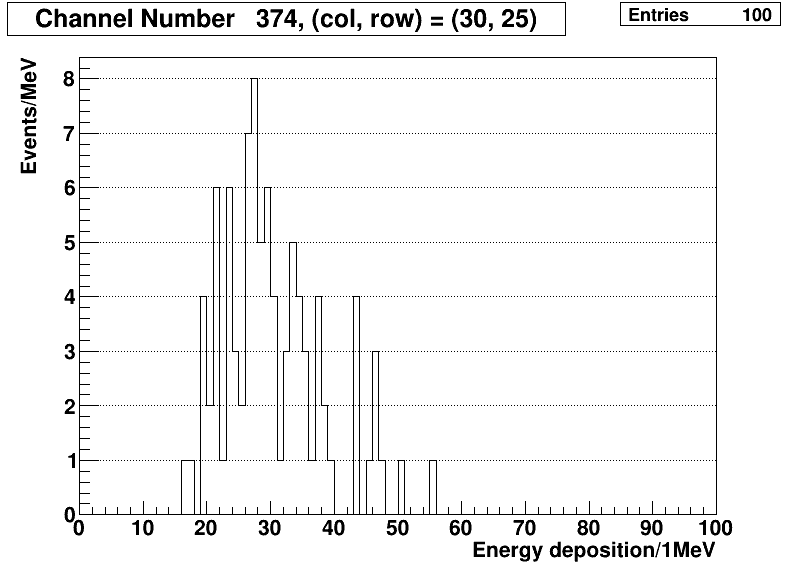 Channel Number 374, (col, row) = (30, 25)
Entries 100
Events/MeV
8
7
6
5
4
3
2
1
0
0 10 20 30 40 50 60 70 80 90 100
Energy deposition/1MeV